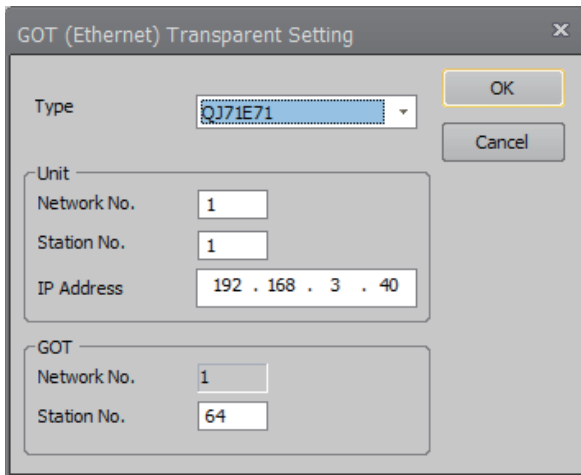 GOT (Ethernet) Transparent Setting
Type QJ71E71 OK
Cancel
Unit
Network No. 1
Station No. 1
IP Address 192 . 168 . 3 . 40
GOT
Network No. 1
Station No. 64